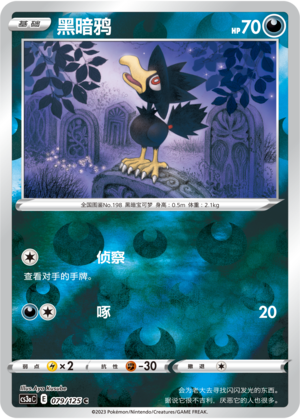 基础 黑暗鸦 HP70
全国图鉴No.198 黑暗宝可梦 身高：0.5m 体重：2.1kg
侦察
查看对手的手牌。
啄 20
弱点 ×2 抵抗力 -30 撤退
Illus. Ayo Kusube
CS3aC E 079/125 C
会为老大去寻找闪闪发光的东西。
据说它很不吉利，厌恶它的人也很多。
©2023 Pokémon/Nintendo/Creatures/GAME FREAK.